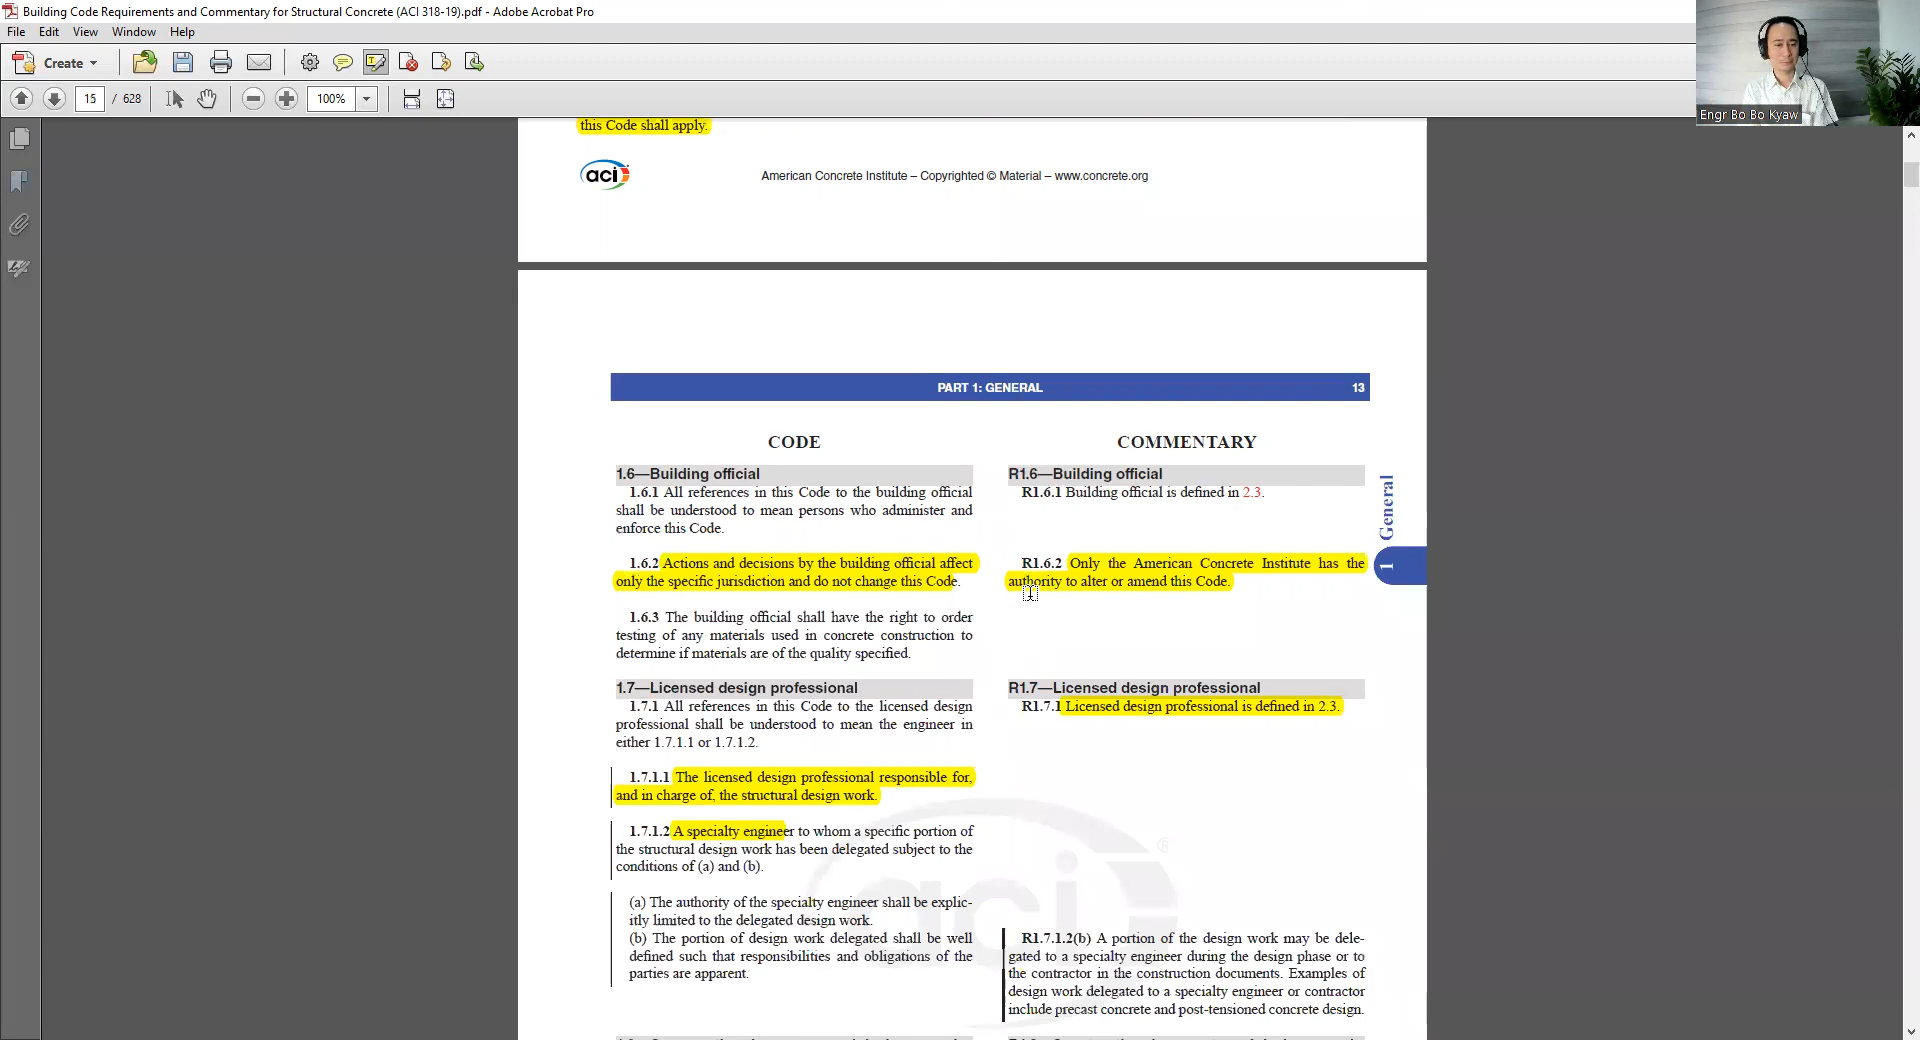 Building Code Requirements and Commentary for Structural Concrete (ACI 318-19).pdf - Adobe Acrobat Pro
File Edit View Window Help
Create
15 / 628 100%
Engr Bo Bo Kyaw
this Code shall apply.
aci
American Concrete Institute – Copyrighted © Material – www.concrete.org
PART 1: GENERAL 13
CODE
1.6—Building official
1.6.1 All references in this Code to the building official
shall be understood to mean persons who administer and
enforce this Code.
1.6.2 Actions and decisions by the building official affect
only the specific jurisdiction and do not change this Code.
1.6.3 The building official shall have the right to order
testing of any materials used in concrete construction to
determine if materials are of the quality specified.
1.7—Licensed design professional
1.7.1 All references in this Code to the licensed design
professional shall be understood to mean the engineer in
either 1.7.1.1 or 1.7.1.2.
1.7.1.1 The licensed design professional responsible for,
and in charge of, the structural design work.
1.7.1.2 A specialty engineer to whom a specific portion of
the structural design work has been delegated subject to the
conditions of (a) and (b).
(a) The authority of the specialty engineer shall be explic-
itly limited to the delegated design work.
(b) The portion of design work delegated shall be well
defined such that responsibilities and obligations of the
parties are apparent.
COMMENTARY
R1.6—Building official
R1.6.1 Building official is defined in 2.3.
R1.6.2 Only the American Concrete Institute has the
authority to alter or amend this Code.
R1.7—Licensed design professional
R1.7.1 Licensed design professional is defined in 2.3.
R1.7.1.2(b) A portion of the design work may be dele-
gated to a specialty engineer during the design phase or to
the contractor in the construction documents. Examples of
design work delegated to a specialty engineer or contractor
include precast concrete and post-tensioned concrete design.
1 General
aci ®